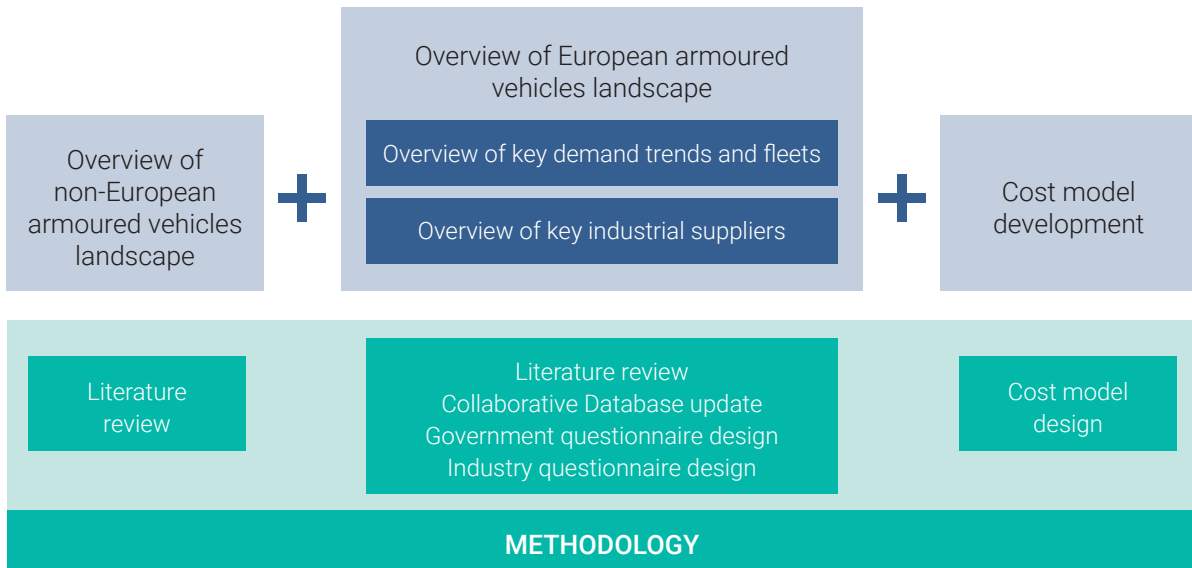 Overview of
non-European
armoured vehicles
landscape
Overview of European armoured
vehicles landscape
Overview of key demand trends and fleets
Overview of key industrial suppliers
Cost model
development
Literature
review
Literature review
Collaborative Database update
Government questionnaire design
Industry questionnaire design
Cost model
design
METHODOLOGY